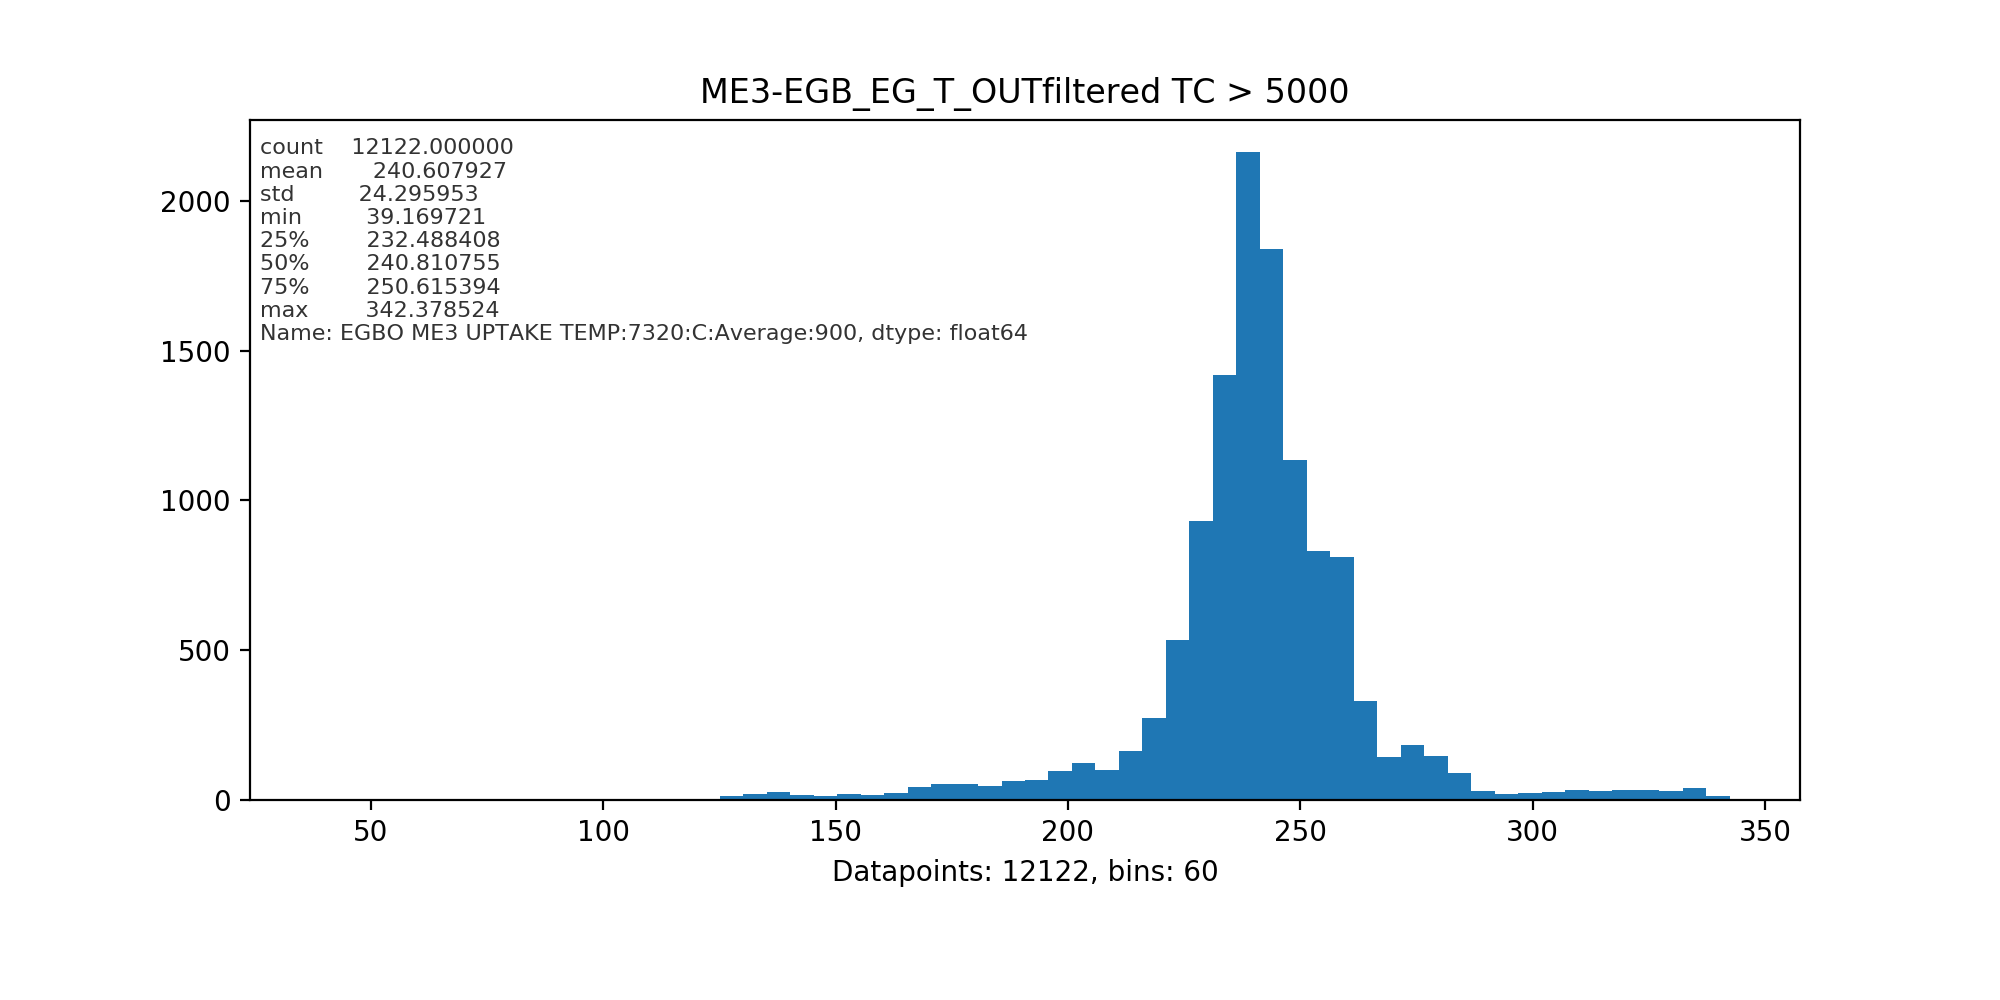 ME3-EGB_EG_T_OUTfiltered TC > 5000
count 12122.000000
mean 240.607927
std 24.295953
min 39.169721
25% 232.488408
50% 240.810755
75% 250.615394
max 342.378524
Name: EGBO ME3 UPTAKE TEMP:7320:C:Average:900, dtype: float64
2000
1500
1000
500
0
50 100 150 200 250 300 350
Datapoints: 12122, bins: 60